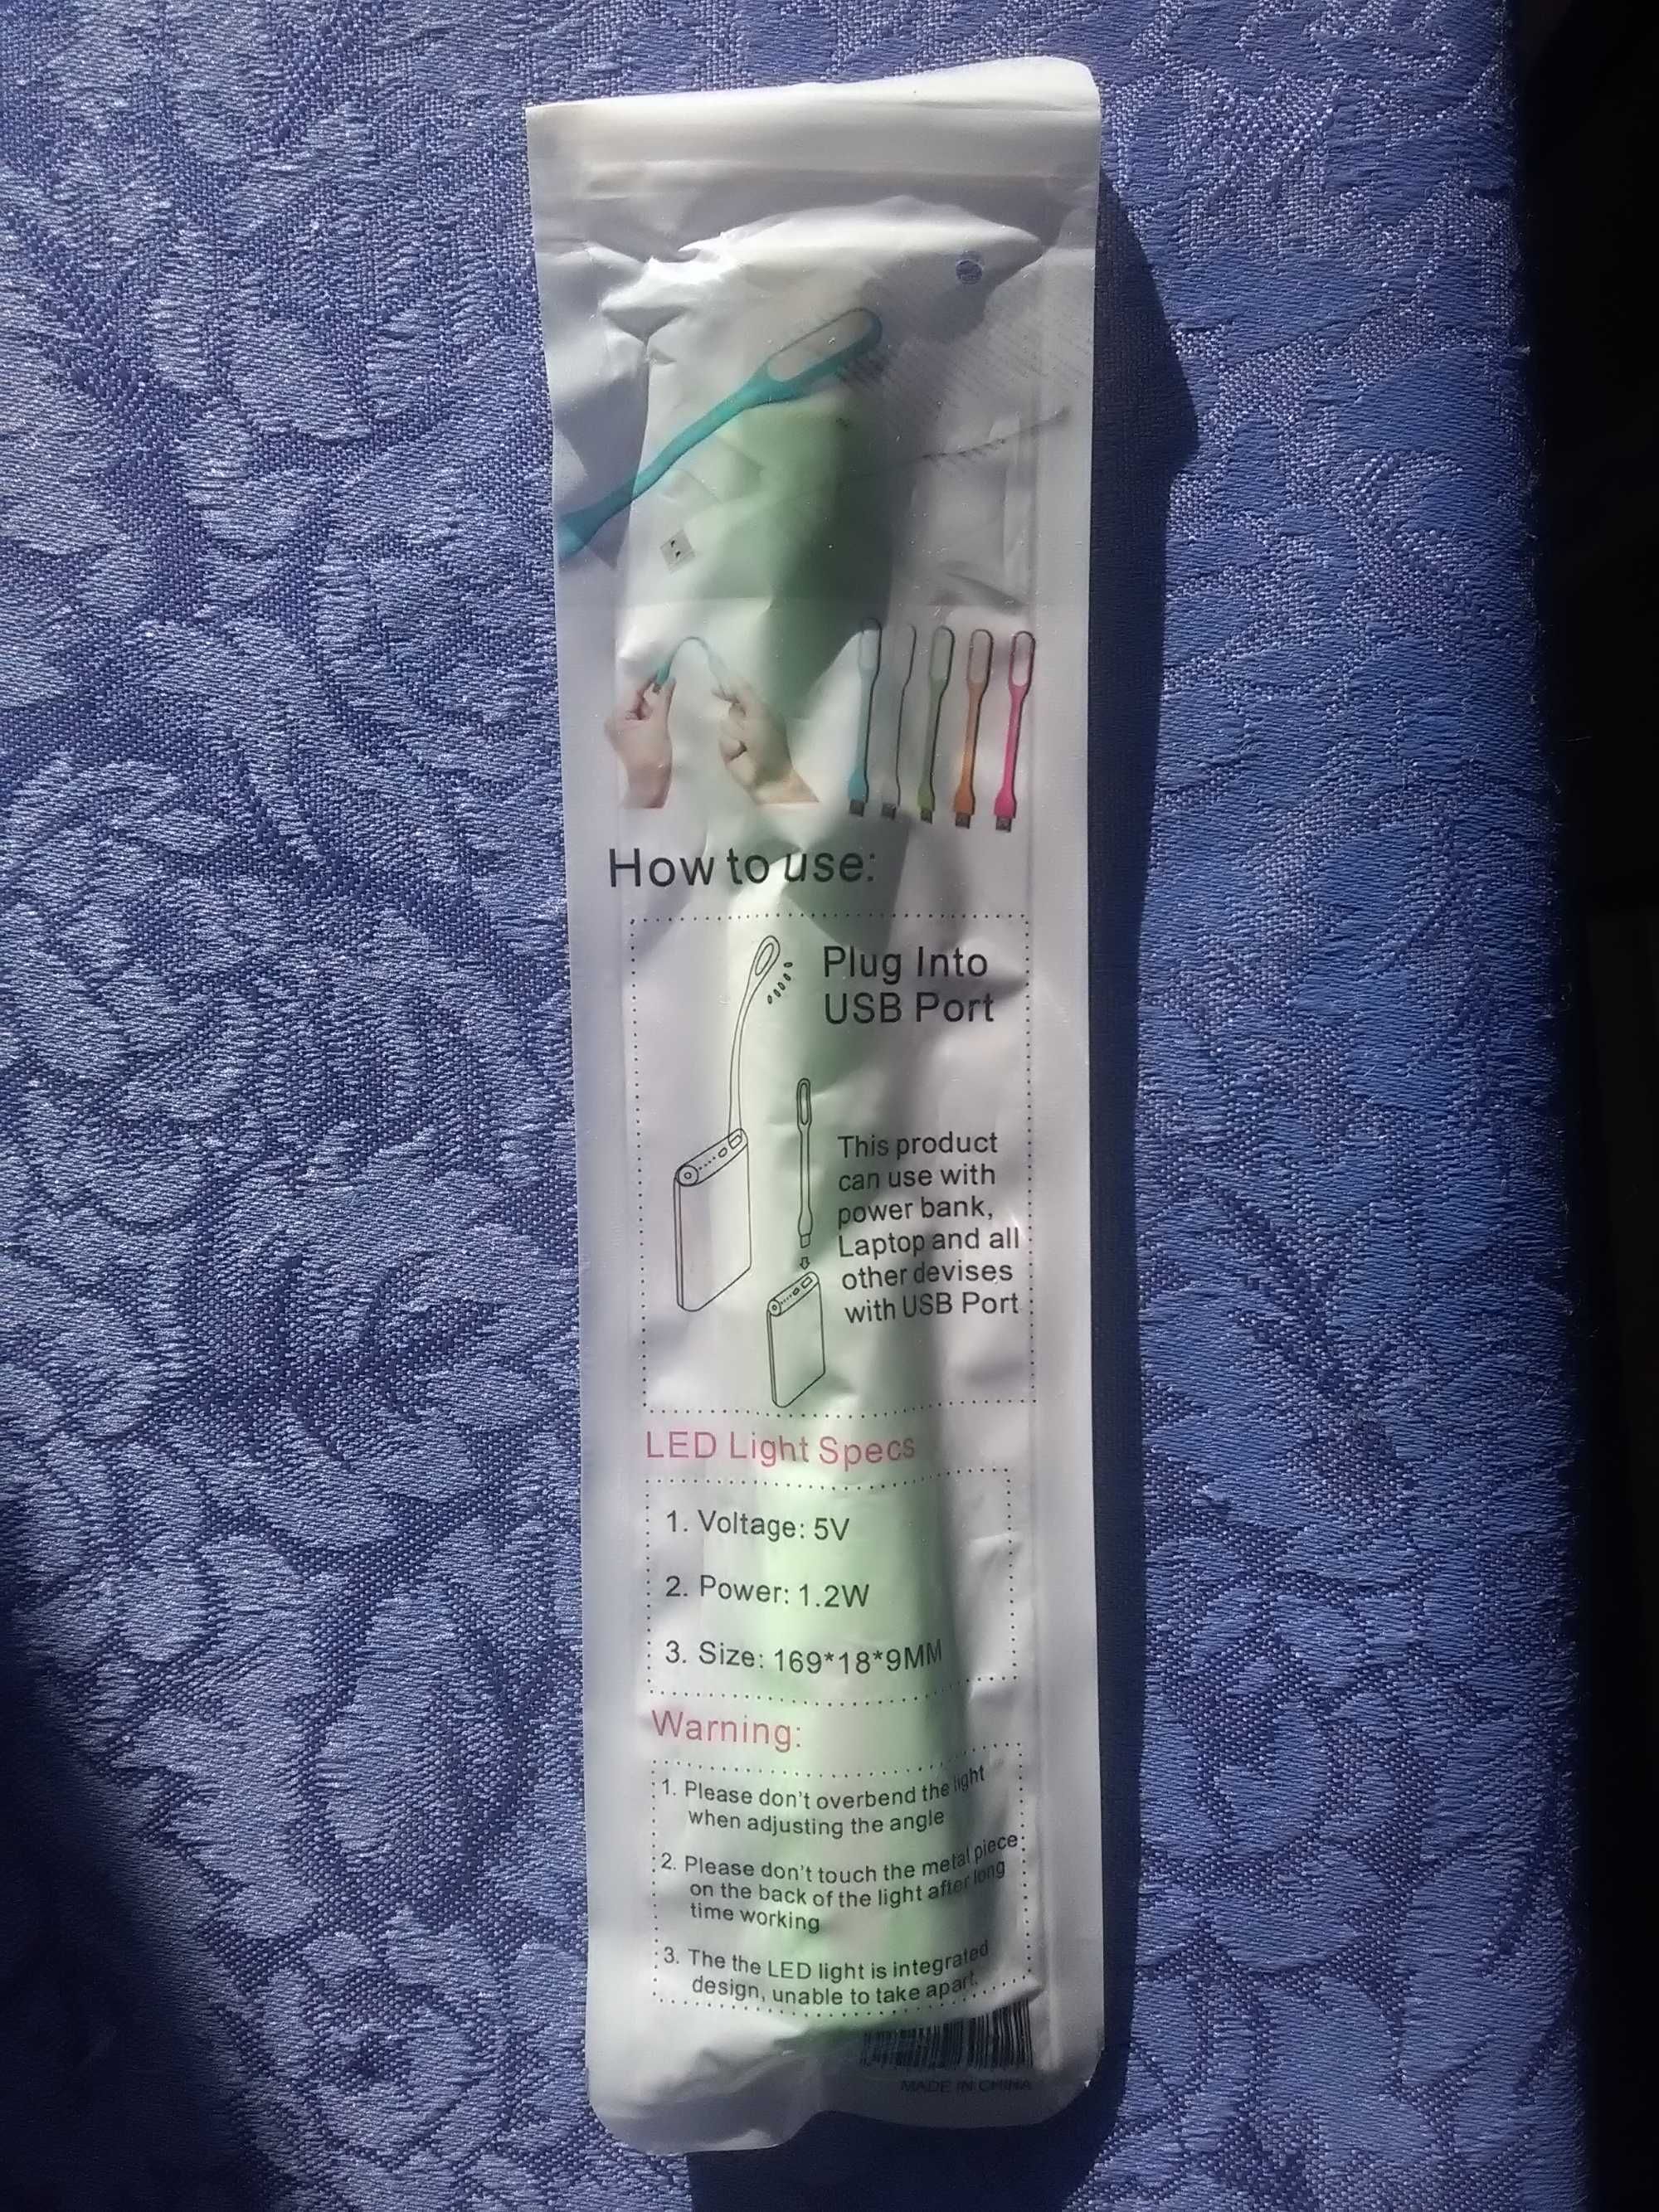 How to use:
Plug Into
USB Port
This product
can use with
power bank,
Laptop and all
other devises
with USB Port
LED Light Specs
1. Voltage: 5V
2. Power: 1.2W
3. Size: 169*18*9MM
Warning:
1. Please don't overbend the light
when adjusting the angle
2. Please don't touch the metal piece
on the back of the light after long
time working
3. The the LED light is integrated
design, unable to take apart.
MADE IN CHINA